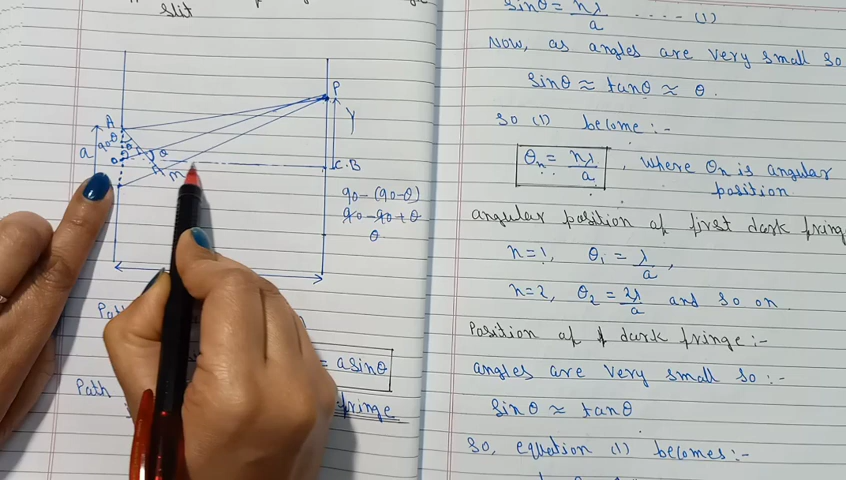 slit
P
A
Y
90-θ
θ
θ
a
O
C.B
M
90-(90-θ)
90-90+θ
θ
Path
= asinθ
Path
fringe
sinθ = nλ/a ..... (1)
Now, as angles are very small so
sinθ ≈ tanθ ≈ θ.
so (1) become :-
θn = nλ/a , where θn is angular
position
angular position of first dark fring
n=1, θ1 = λ/a ,
n=2, θ2 = 2λ/a and so on.
Position of dark fringe :-
angles are very small so :-
sinθ ≈ tanθ
so, equation (1) becomes :-